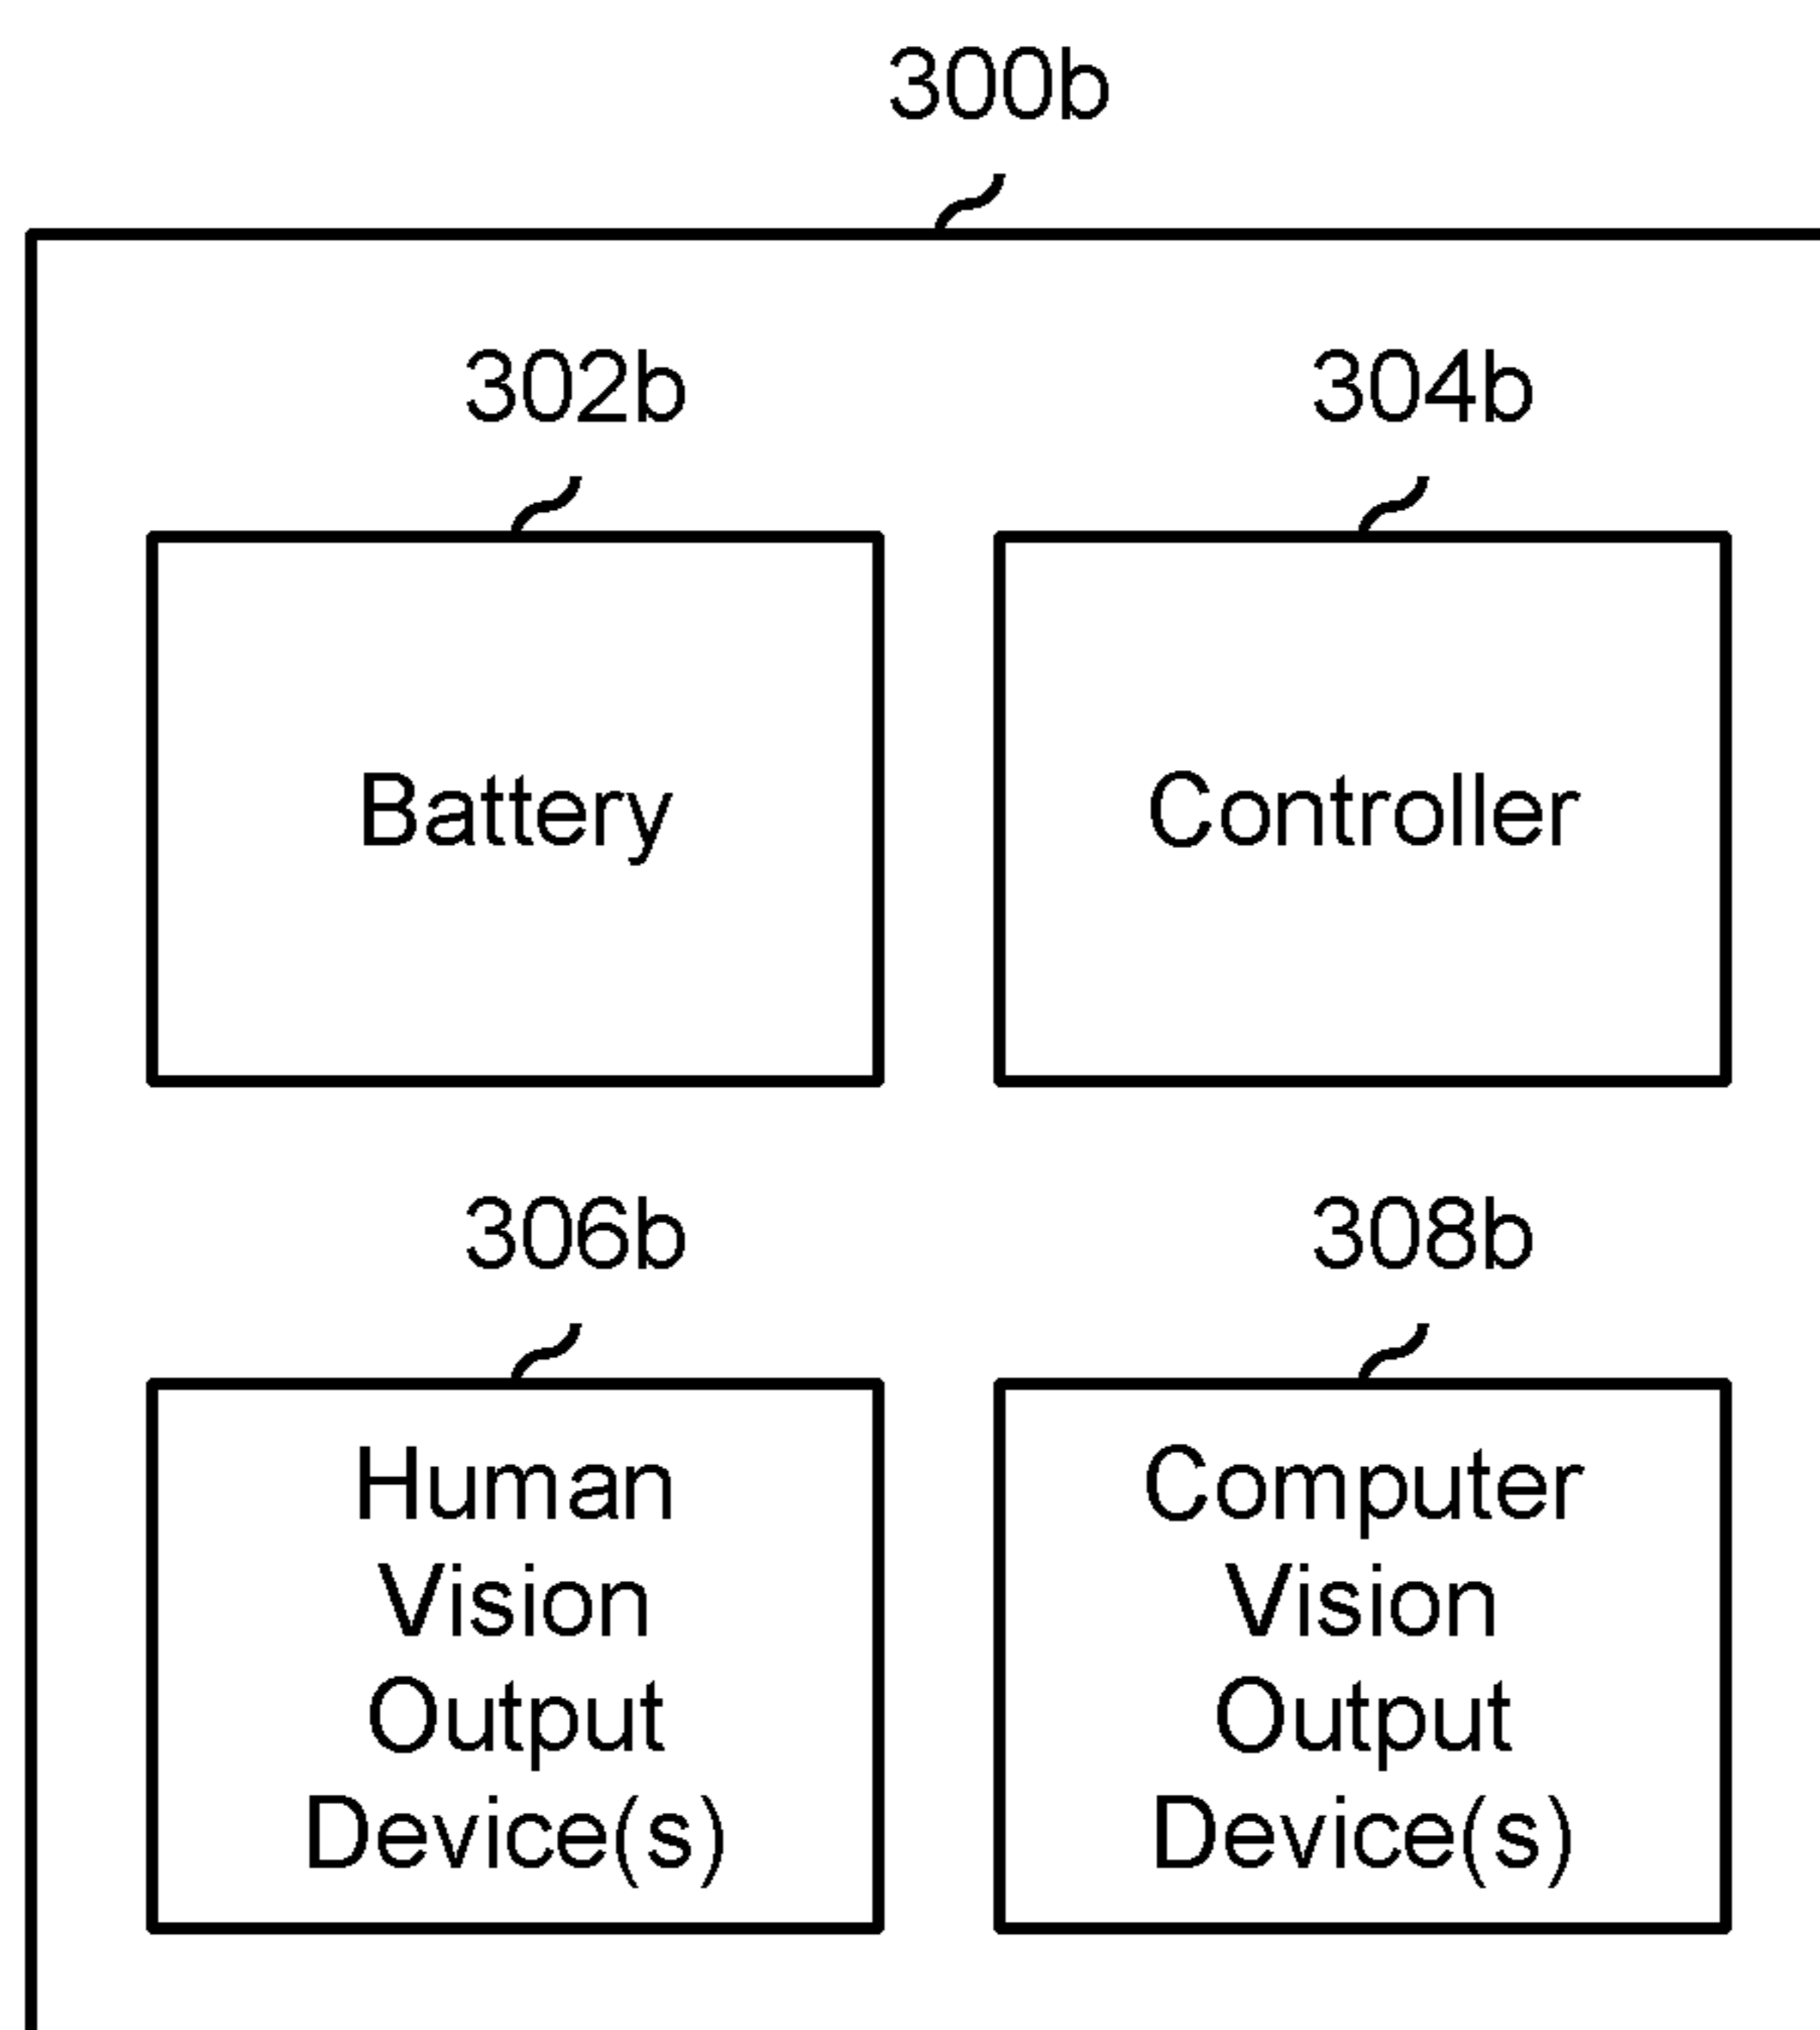 300b
302b
304b
Battery
Controller
306b
308b
Human
Vision
Output
Device(s)
Computer
Vision
Output
Device(s)